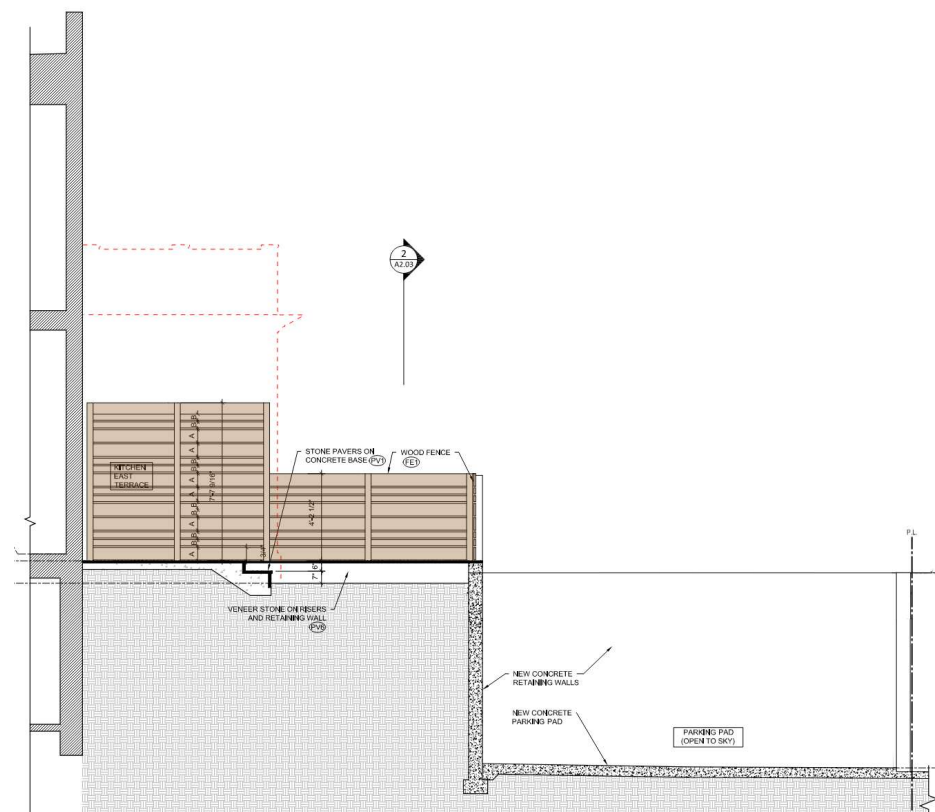 2
A2.03
STONE PAVERS ON
CONCRETE BASE PV1
WOOD FENCE
FE1
KITCHEN
EAST
TERRACE
A B B A B B A B B A B B A
7'-7 9/16"
4'-2 1/2"
7" 6"
VENEER STONE ON RISERS
AND RETAINING WALL
PV6
NEW CONCRETE
RETAINING WALLS
NEW CONCRETE
PARKING PAD
PARKING PAD
(OPEN TO SKY)
P.L.